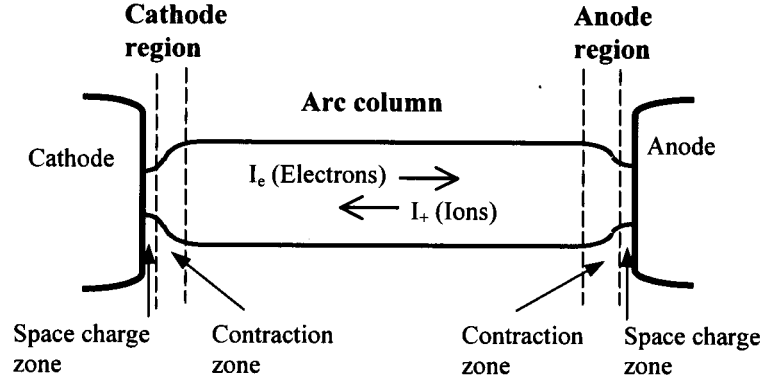 Cathode
region
Anode
region
Arc column
Cathode
Anode
I_e (Electrons)
I_+ (Ions)
Space charge
zone
Contraction
zone
Contraction
zone
Space charge
zone